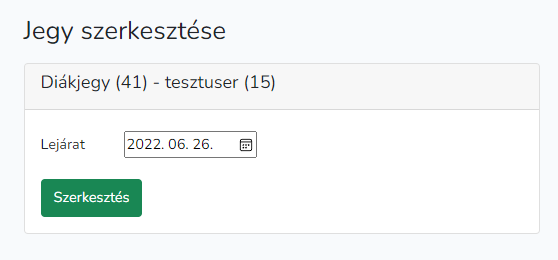 Jegy szerkesztése
Diákjegy (41) - tesztuser (15)
Lejárat 2022. 06. 26.
Szerkesztés